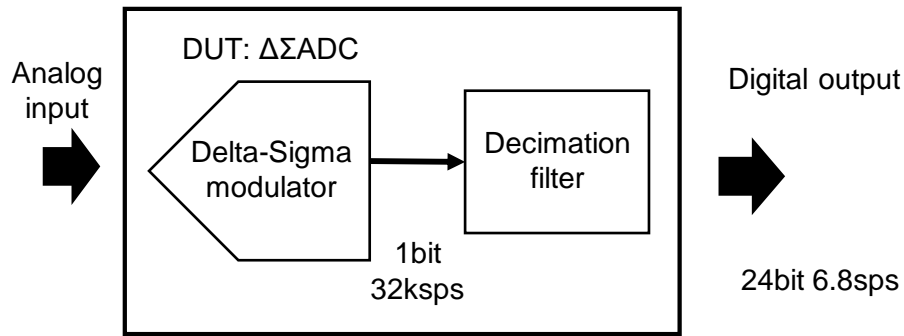 DUT: ΔΣADC
Analog
input
Delta-Sigma
modulator
Decimation
filter
Digital output
1bit
32ksps
24bit 6.8sps